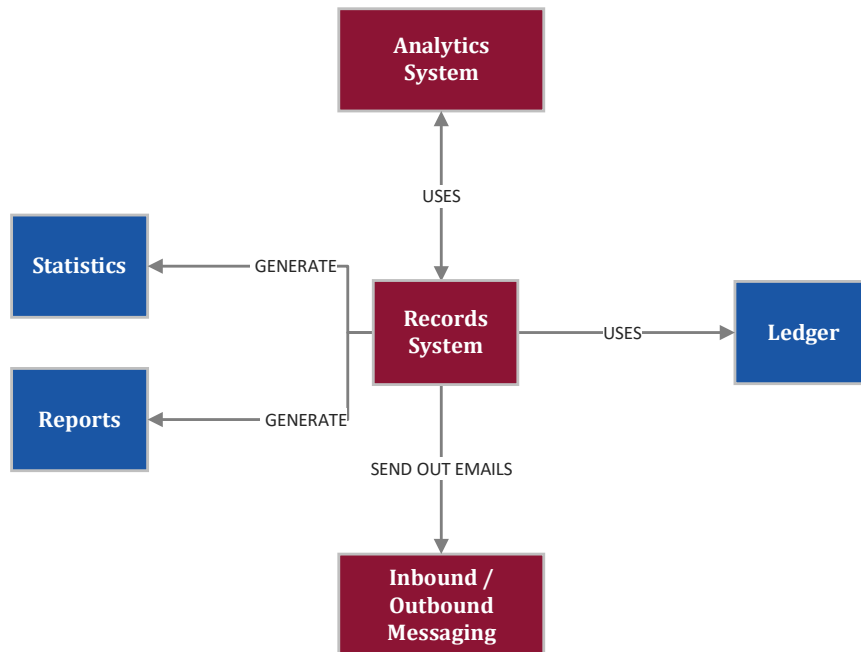 Analytics
System
USES
Statistics
GENERATE
Records
System
USES
Ledger
Reports
GENERATE
SEND OUT EMAILS
Inbound /
Outbound
Messaging